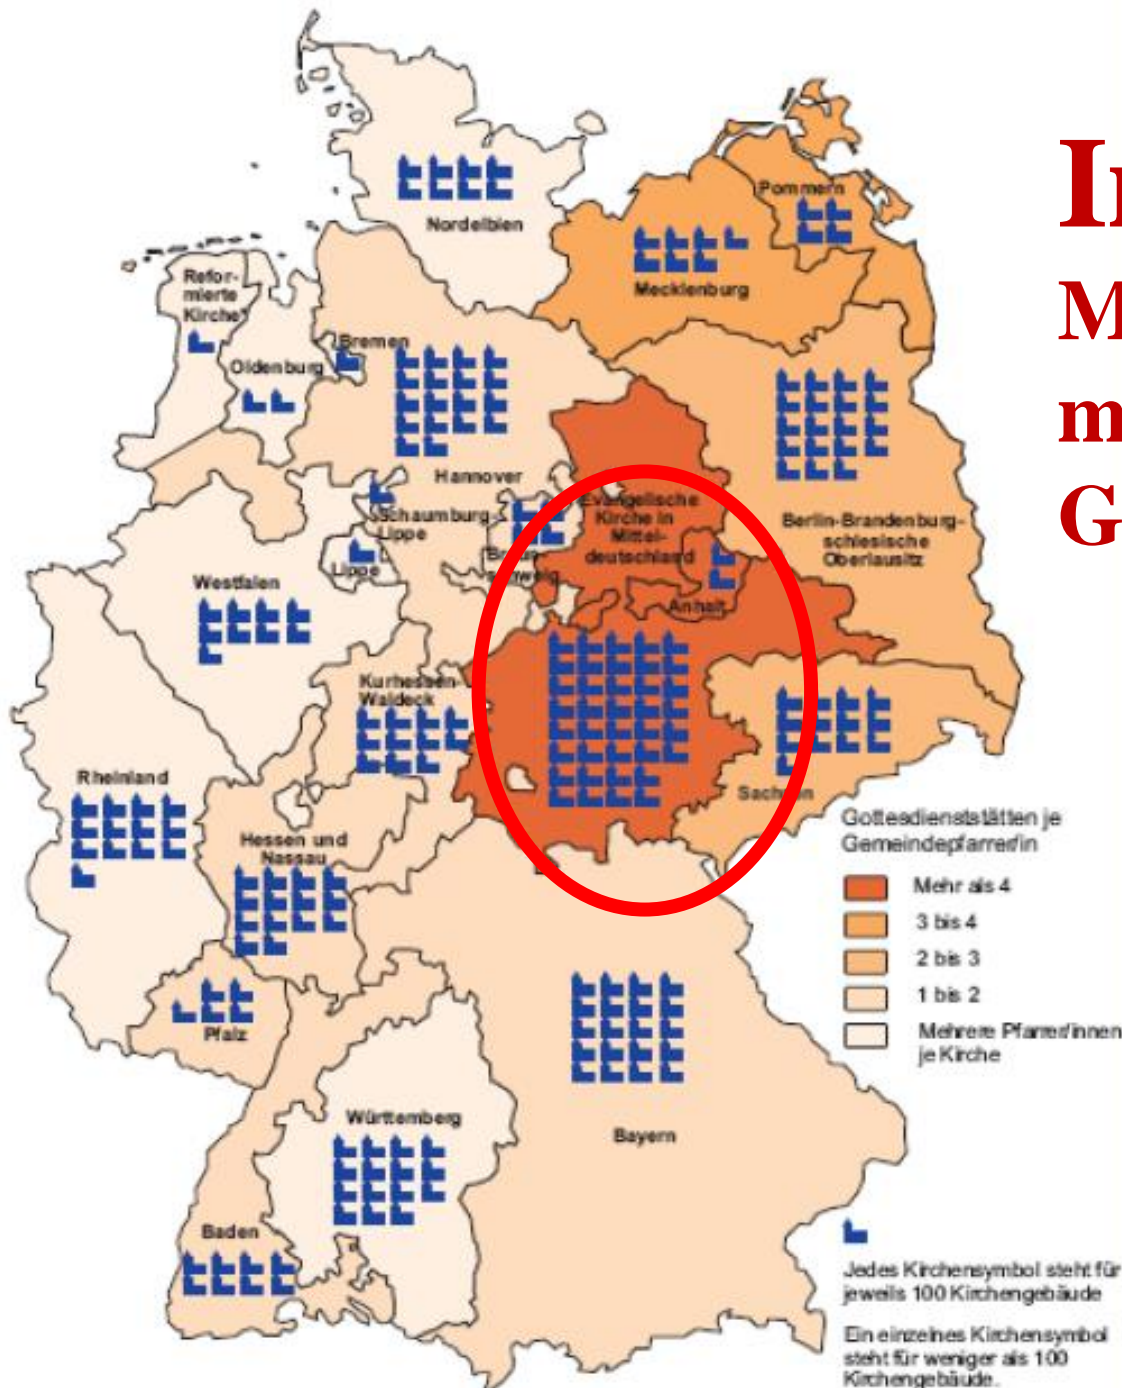 Nordelbien
Pommern
Mecklenburg
Refor-
mierte
Kirche*
Bremen
Oldenburg
Hannover
Schaumburg-
Lippe
Lippe
Braun-
schweig
Evangelische
Kirche in
Mittel-
deutschland
Anhalt
Berlin-Brandenburg-
schlesische
Oberlausitz
Westfalen
Kurhessen-
Waldeck
Rheinland
Hessen und
Nassau
Sachsen
Pfalz
Württemberg
Bayern
Baden
Gottesdienststätten je
Gemeindepfarrer/in
Mehr als 4
3 bis 4
2 bis 3
1 bis 2
Mehrere Pfarrer/innen
je Kirche
Jedes Kirchensymbol steht für
jeweils 100 Kirchengebäude
Ein einzelnes Kirchensymbol
steht für weniger als 100
Kirchengebäude.
M
m
G